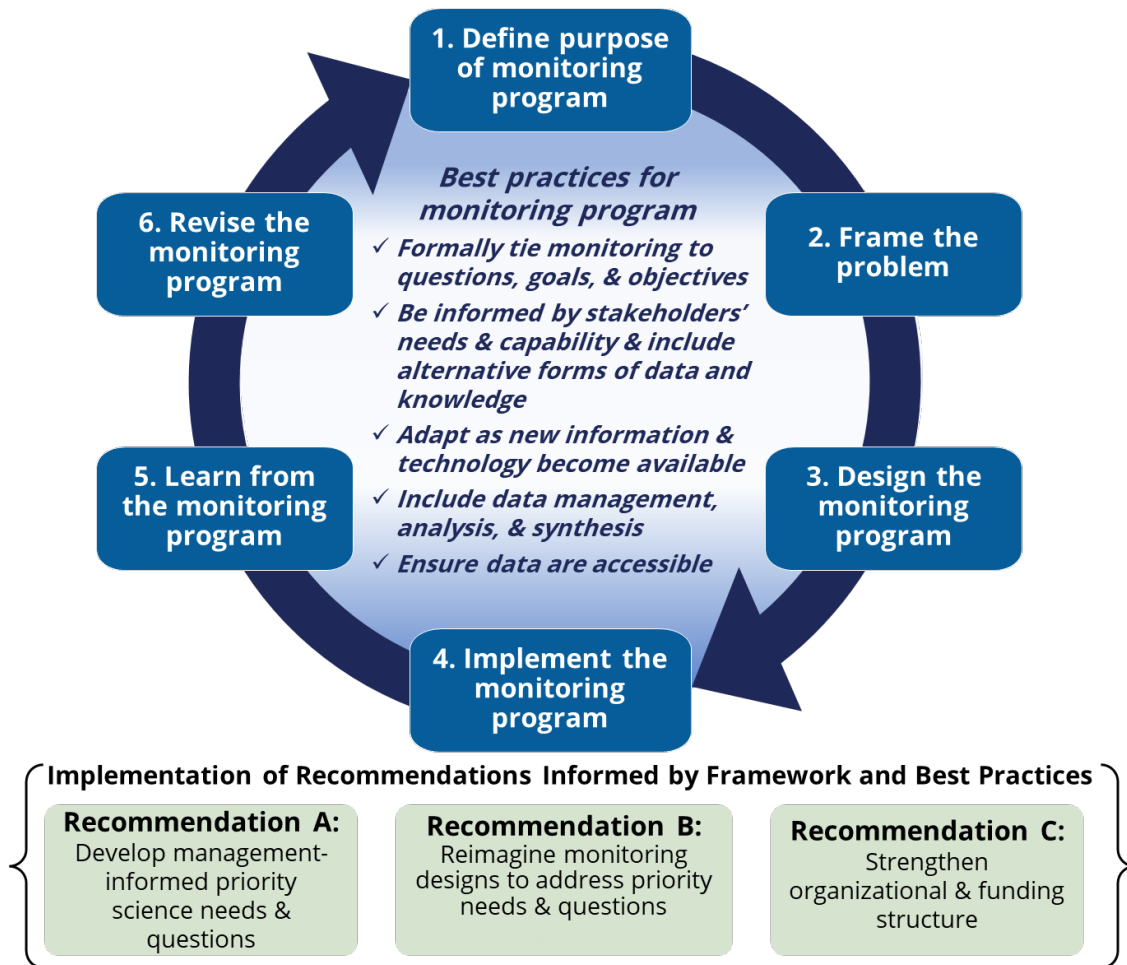 1. Define purpose
of monitoring
program
2. Frame the
problem
3. Design the
monitoring
program
4. Implement the
monitoring
program
5. Learn from
the monitoring
program
6. Revise the
monitoring
program
Best practices for
monitoring program
✓ Formally tie monitoring to
questions, goals, & objectives
✓ Be informed by stakeholders’
needs & capability & include
alternative forms of data and
knowledge
✓ Adapt as new information &
technology become available
✓ Include data management,
analysis, & synthesis
✓ Ensure data are accessible
Implementation of Recommendations Informed by Framework and Best Practices
Recommendation A:
Develop management-
informed priority
science needs &
questions
Recommendation B:
Reimagine monitoring
designs to address priority
needs & questions
Recommendation C:
Strengthen
organizational & funding
structure